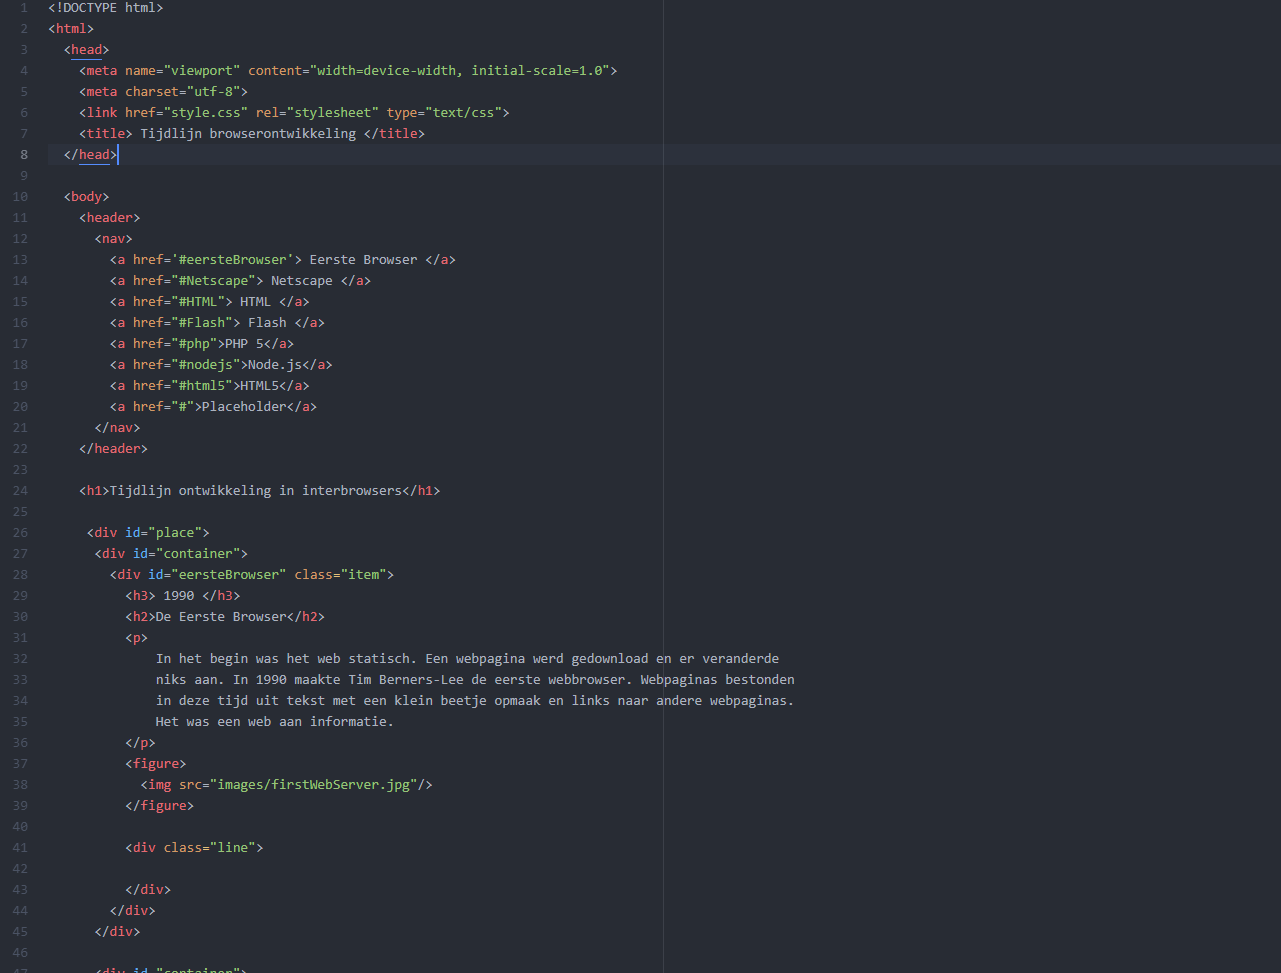 1 <!DOCTYPE html>
2 <html>
3 <head>
4 <meta name="viewport" content="width=device-width, initial-scale=1.0">
5 <meta charset="utf-8">
6 <link href="style.css" rel="stylesheet" type="text/css">
7 <title> Tijdlijn browserontwikkeling </title>
8 </head>
9
10 <body>
11 <header>
12 <nav>
13 <a href='#eersteBrowser'> Eerste Browser </a>
14 <a href="#Netscape"> Netscape </a>
15 <a href="#HTML"> HTML </a>
16 <a href="#Flash"> Flash </a>
17 <a href="#php">PHP 5</a>
18 <a href="#nodejs">Node.js</a>
19 <a href="#html5">HTML5</a>
20 <a href="#">Placeholder</a>
21 </nav>
22 </header>
23
24 <h1>Tijdlijn ontwikkeling in interbrowsers</h1>
25
26 <div id="place">
27 <div id="container">
28 <div id="eersteBrowser" class="item">
29 <h3> 1990 </h3>
30 <h2>De Eerste Browser</h2>
31 <p>
32 In het begin was het web statisch. Een webpagina werd gedownload en er veranderde
33 niks aan. In 1990 maakte Tim Berners-Lee de eerste webbrowser. Webpaginas bestonden
34 in deze tijd uit tekst met een klein beetje opmaak en links naar andere webpaginas.
35 Het was een web aan informatie.
36 </p>
37 <figure>
38 <img src="images/firstWebServer.jpg"/>
39 </figure>
40
41 <div class="line">
42
43 </div>
44 </div>
45 </div>
46
47 <div id="container">